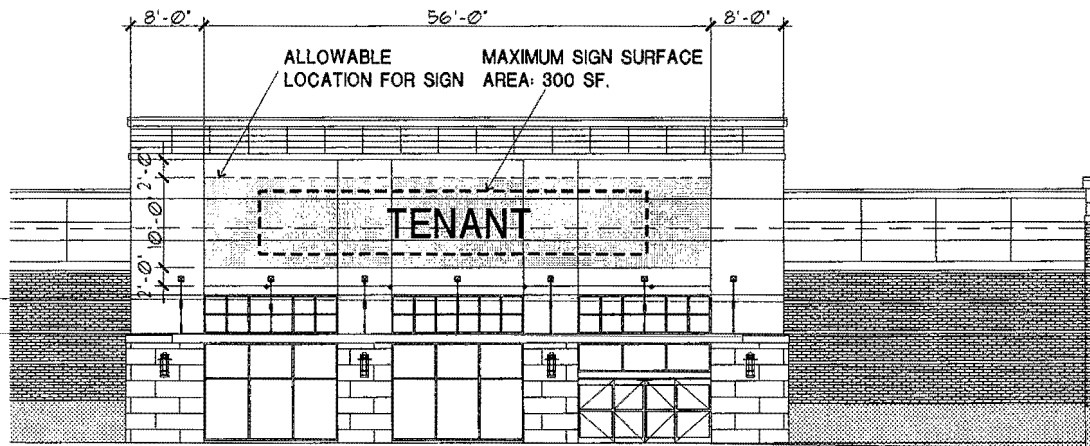 8'-0" 56'-0" 8'-0"
ALLOWABLE
LOCATION FOR SIGN
MAXIMUM SIGN SURFACE
AREA: 300 SF.
2'-0"
10'-0"
2'-0"
TENANT